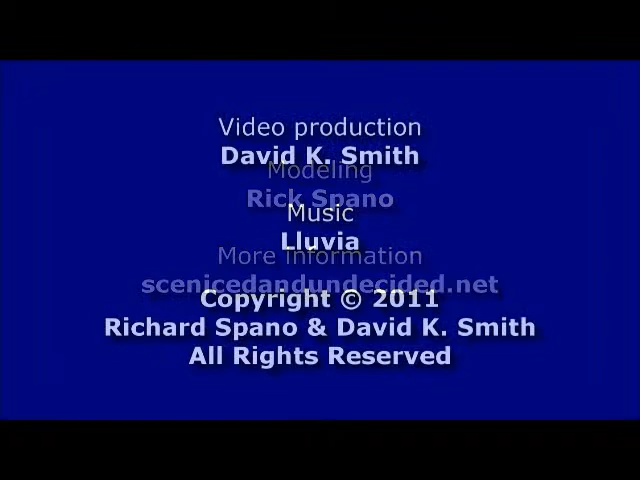 Video production
David K. Smith
Modeling
Rick Spano
Music
Lluvia
More information
scenicedandundecided.net
Copyright © 2011
Richard Spano & David K. Smith
All Rights Reserved